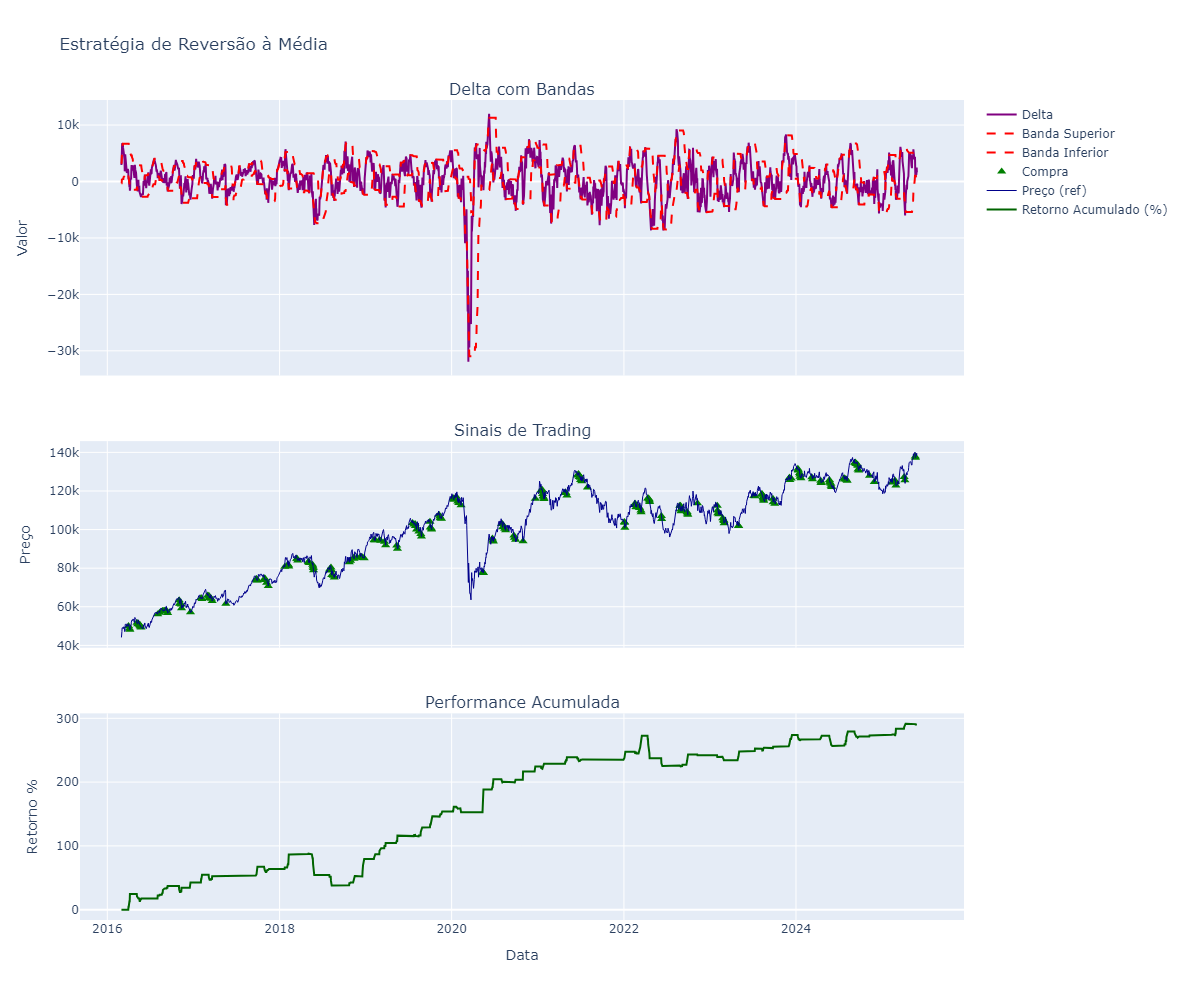 Estratégia de Reversão à Média
Delta com Bandas
Valor
10k
0
−10k
−20k
−30k
Delta
Banda Superior
Banda Inferior
Compra
Preço (ref)
Retorno Acumulado (%)
Sinais de Trading
Preço
140k
120k
100k
80k
60k
40k
Performance Acumulada
Retorno %
300
200
100
0
2016
2018
2020
2022
2024
Data